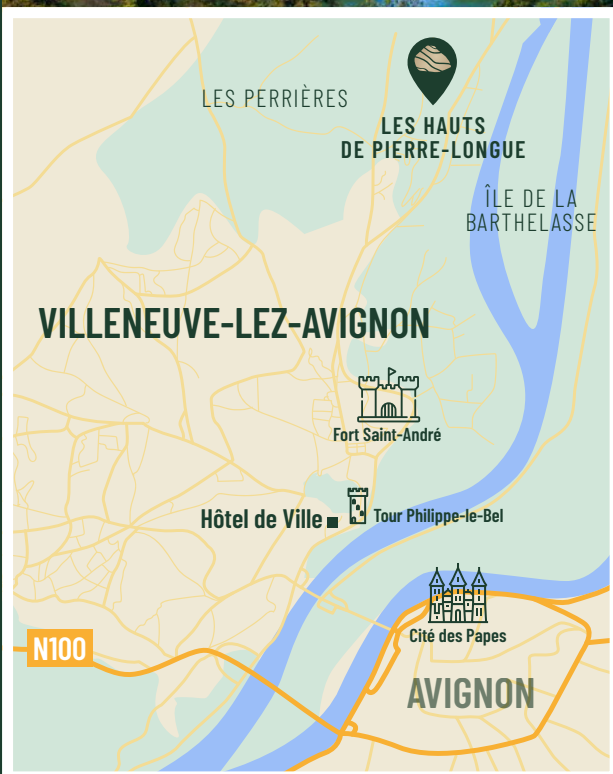 LES PERRIÈRES
LES HAUTS
DE PIERRE-LONGUE
ÎLE DE LA
BARTHELASSE
VILLENEUVE-LEZ-AVIGNON
Fort Saint-André
Hôtel de Ville
Tour Philippe-le-Bel
Cité des Papes
N100
AVIGNON